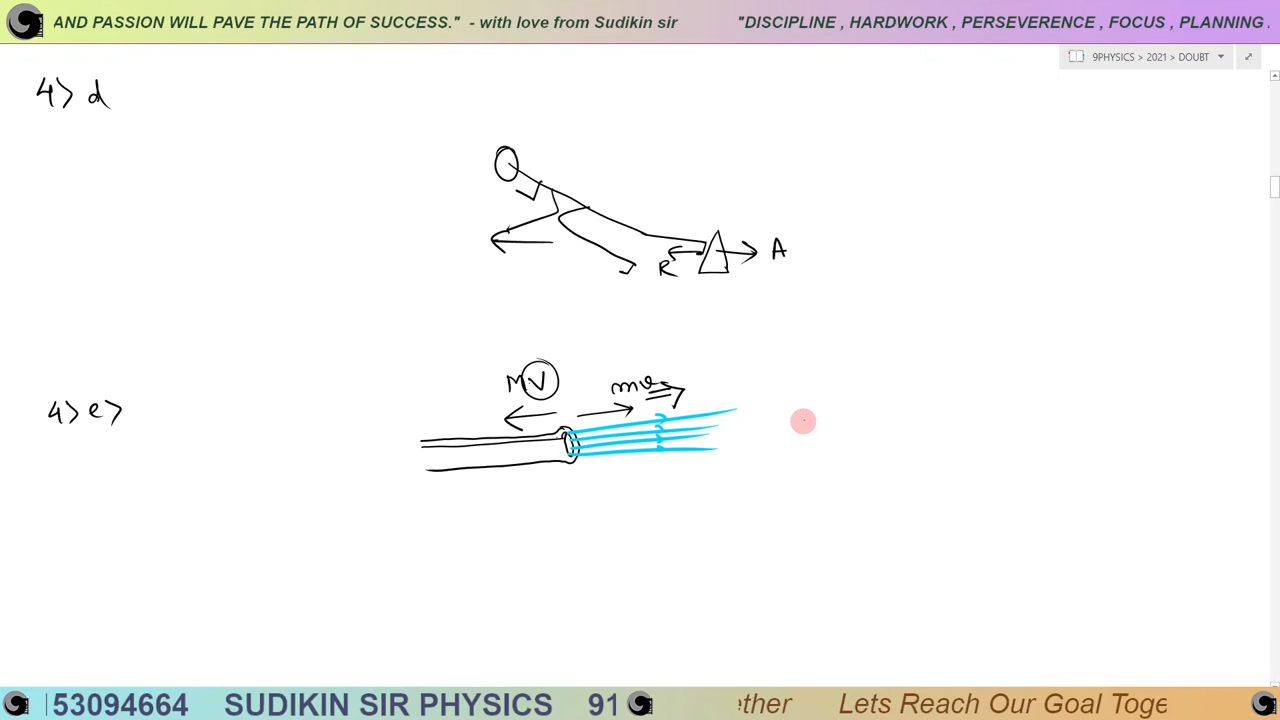 AND PASSION WILL PAVE THE PATH OF SUCCESS." - with love from Sudikin sir "DISCIPLINE , HARDWORK , PERSEVERENCE , FOCUS , PLANNING .
9PHYSICS > 2021 > DOUBT
4> d
R
A
MV
mv
4> e>
53094664 SUDIKIN SIR PHYSICS 91
ther Lets Reach Our Goal Toge